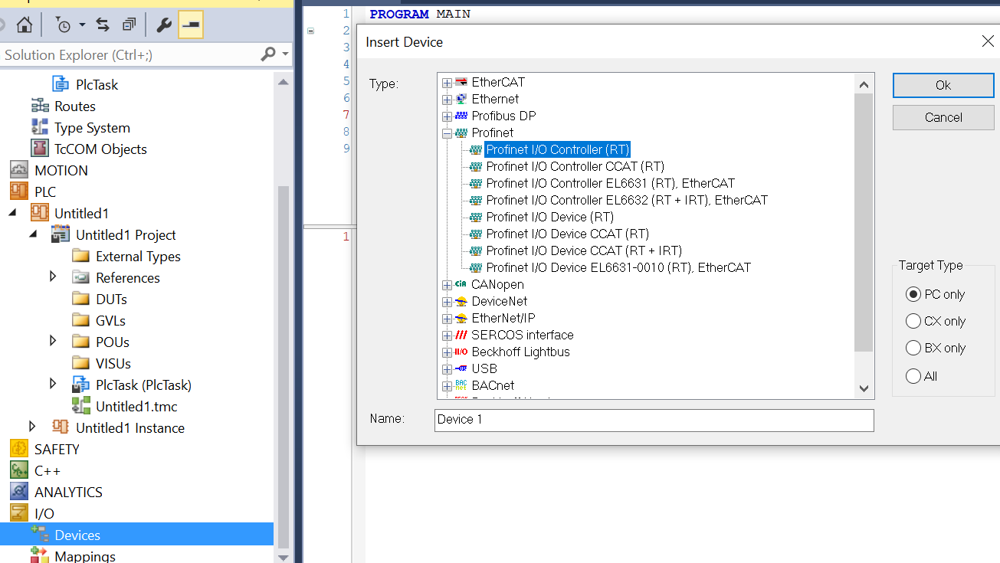 Solution Explorer (Ctrl+;)
PlcTask
Routes
Type System
TcCOM Objects
MOTION
PLC
Untitled1
Untitled1 Project
External Types
References
DUTs
GVLs
POUs
VISUs
PlcTask (PlcTask)
Untitled1.tmc
Untitled1 Instance
SAFETY
C++
ANALYTICS
I/O
Devices
Mappings
1 PROGRAM MAIN
2
3
4
5
6
7
8
9
1
Insert Device
Type:
EtherCAT
Ethernet
Profibus DP
Profinet
Profinet I/O Controller (RT)
Profinet I/O Controller CCAT (RT)
Profinet I/O Controller EL6631 (RT), EtherCAT
Profinet I/O Controller EL6632 (RT + IRT), EtherCAT
Profinet I/O Device (RT)
Profinet I/O Device CCAT (RT)
Profinet I/O Device CCAT (RT + IRT)
Profinet I/O Device EL6631-0010 (RT), EtherCAT
CiA CANopen
DeviceNet
EtherNet/IP
SERCOS interface
II/O Beckhoff Lightbus
USB
BACnet BACnet
Ok
Cancel
Target Type
PC only
CX only
BX only
All
Name: Device 1